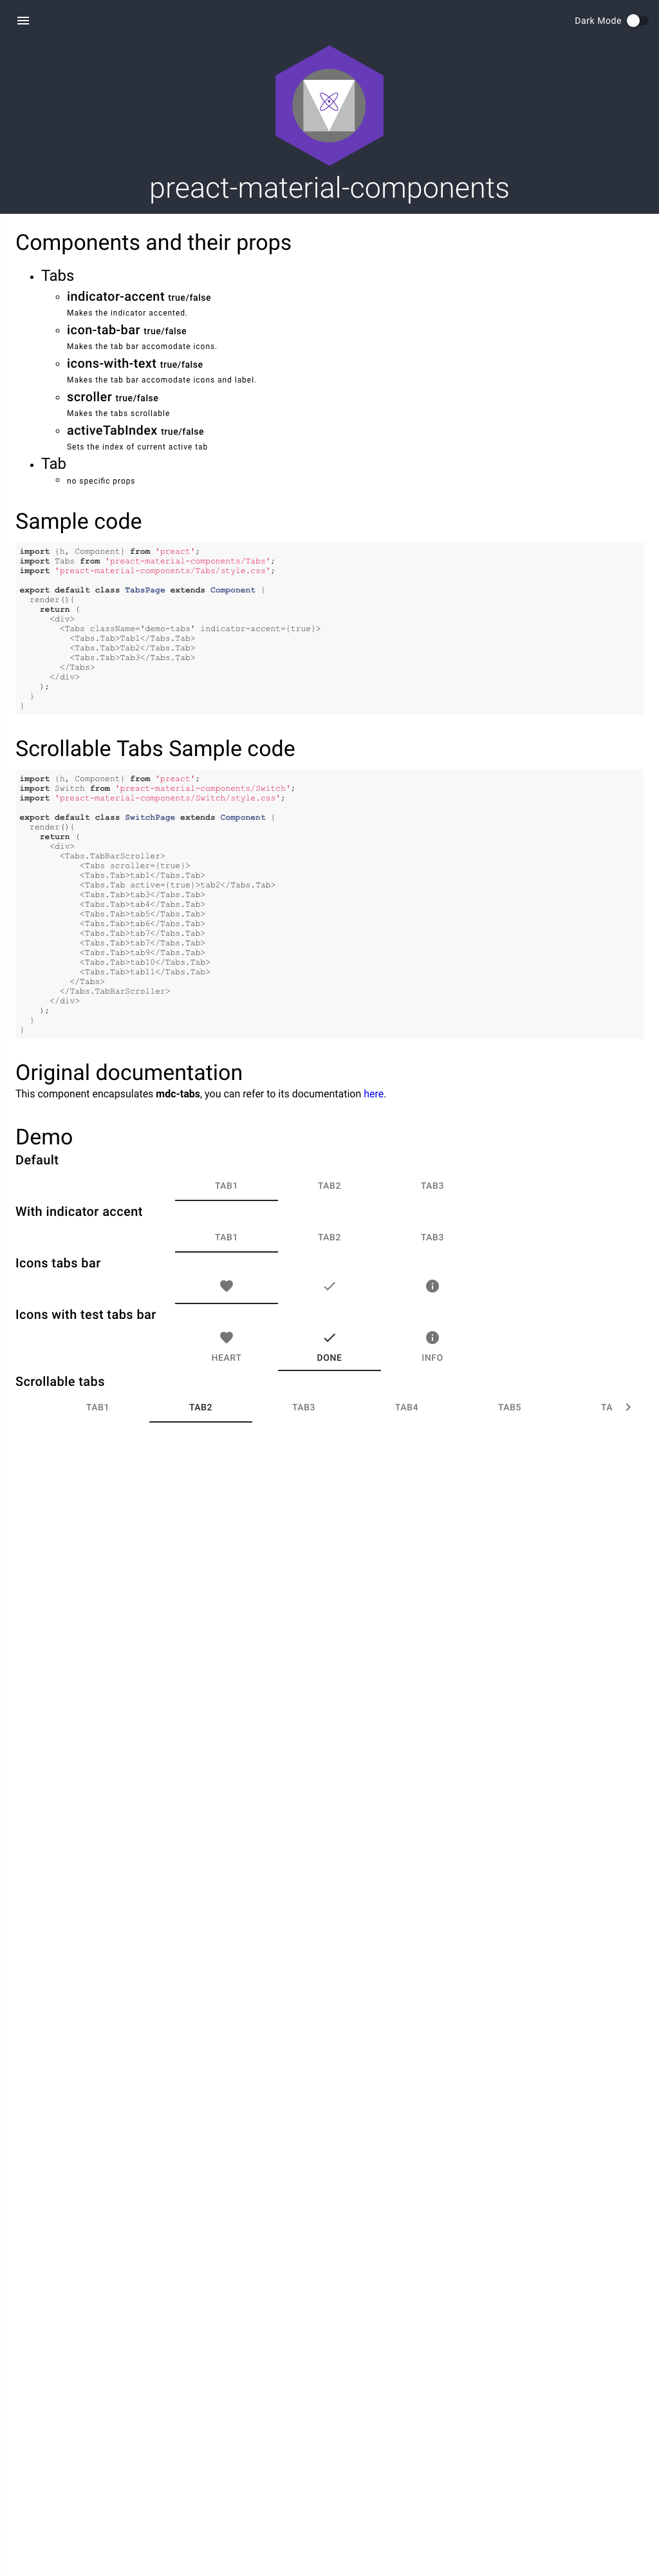 Dark Mode
preact-material-components
Components and their props
Tabs
indicator-accent true/false
Makes the indicator accented.
icon-tab-bar true/false
Makes the tab bar accomodate icons.
icons-with-text true/false
Makes the tab bar accomodate icons and label.
scroller true/false
Makes the tabs scrollable
activeTabIndex true/false
Sets the index of current active tab
Tab
no specific props
Sample code
import {h, Component} from 'preact';
import Tabs from 'preact-material-components/Tabs';
import 'preact-material-components/Tabs/style.css';
export default class TabsPage extends Component {
render(){
return (
<div>
<Tabs className='demo-tabs' indicator-accent={true}>
<Tabs.Tab>Tab1</Tabs.Tab>
<Tabs.Tab>Tab2</Tabs.Tab>
<Tabs.Tab>Tab3</Tabs.Tab>
</Tabs>
</div>
);
}
}
Scrollable Tabs Sample code
import {h, Component} from 'preact';
import Switch from 'preact-material-components/Switch';
import 'preact-material-components/Switch/style.css';
export default class SwitchPage extends Component {
render(){
return (
<div>
<Tabs.TabBarScroller>
<Tabs scroller={true}>
<Tabs.Tab>tab1</Tabs.Tab>
<Tabs.Tab active={true}>tab2</Tabs.Tab>
<Tabs.Tab>tab3</Tabs.Tab>
<Tabs.Tab>tab4</Tabs.Tab>
<Tabs.Tab>tab5</Tabs.Tab>
<Tabs.Tab>tab6</Tabs.Tab>
<Tabs.Tab>tab7</Tabs.Tab>
<Tabs.Tab>tab7</Tabs.Tab>
<Tabs.Tab>tab9</Tabs.Tab>
<Tabs.Tab>tab10</Tabs.Tab>
<Tabs.Tab>tab11</Tabs.Tab>
</Tabs>
</Tabs.TabBarScroller>
</div>
);
}
}
Original documentation
This component encapsulates mdc-tabs, you can refer to its documentation here.
Demo
Default
TAB1 TAB2 TAB3
With indicator accent
TAB1 TAB2 TAB3
Icons tabs bar
Icons with test tabs bar
HEART DONE INFO
Scrollable tabs
TAB1 TAB2 TAB3 TAB4 TAB5 TA